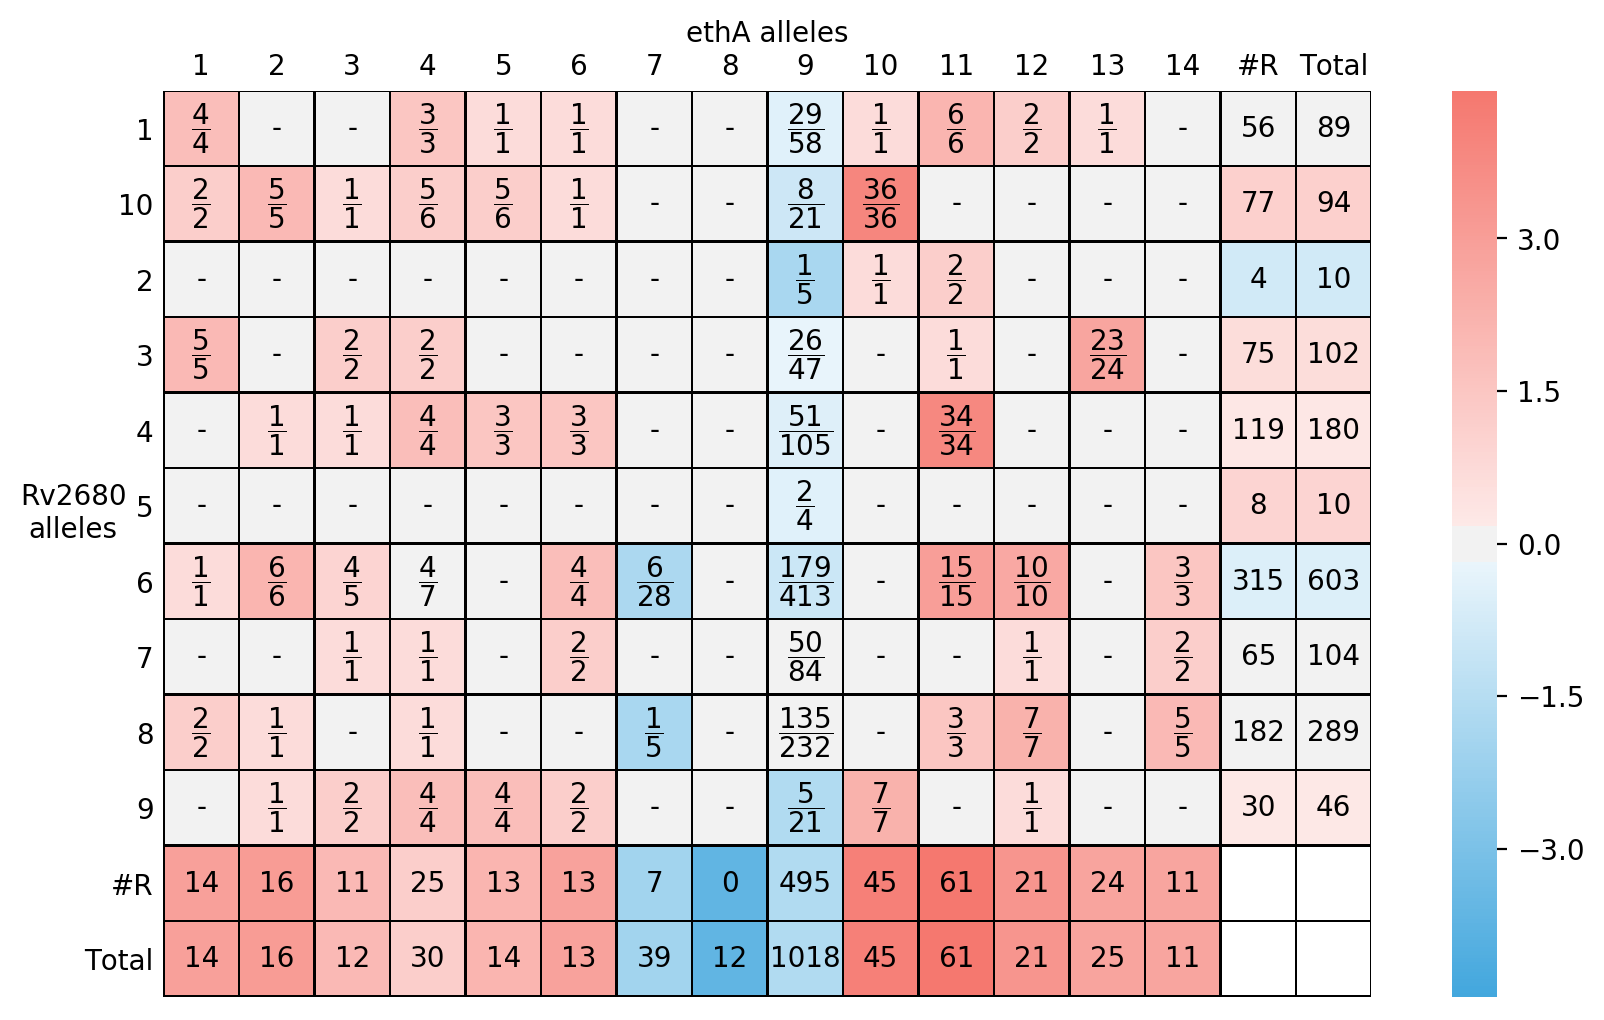 ethA alleles
1 2 3 4 5 6 7 8 9 10 11 12 13 14 #R Total
1 4/4 - - 3/3 1/1 1/1 - - 29/58 1/1 6/6 2/2 1/1 - 56 89
10 2/2 5/5 1/1 5/6 5/6 1/1 - - 8/21 36/36 - - - - 77 94
2 - - - - - - - - 1/5 1/1 2/2 - - - 4 10
3 5/5 - 2/2 2/2 - - - - 26/47 - 1/1 - 23/24 - 75 102
4 - 1/1 1/1 4/4 3/3 3/3 - - 51/105 - 34/34 - - - 119 180
Rv2680
alleles
5 - - - - - - - - 2/4 - - - - - 8 10
6 1/1 6/6 4/5 4/7 - 4/4 6/28 - 179/413 - 15/15 10/10 - 3/3 315 603
7 - - 1/1 1/1 - 2/2 - - 50/84 - - 1/1 - 2/2 65 104
8 2/2 1/1 - 1/1 - - 1/5 - 135/232 - 3/3 7/7 - 5/5 182 289
9 - 1/1 2/2 4/4 4/4 2/2 - - 5/21 7/7 - 1/1 - - 30 46
#R 14 16 11 25 13 13 7 0 495 45 61 21 24 11
Total 14 16 12 30 14 13 39 12 1018 45 61 21 25 11
3.0
1.5
0.0
−1.5
−3.0